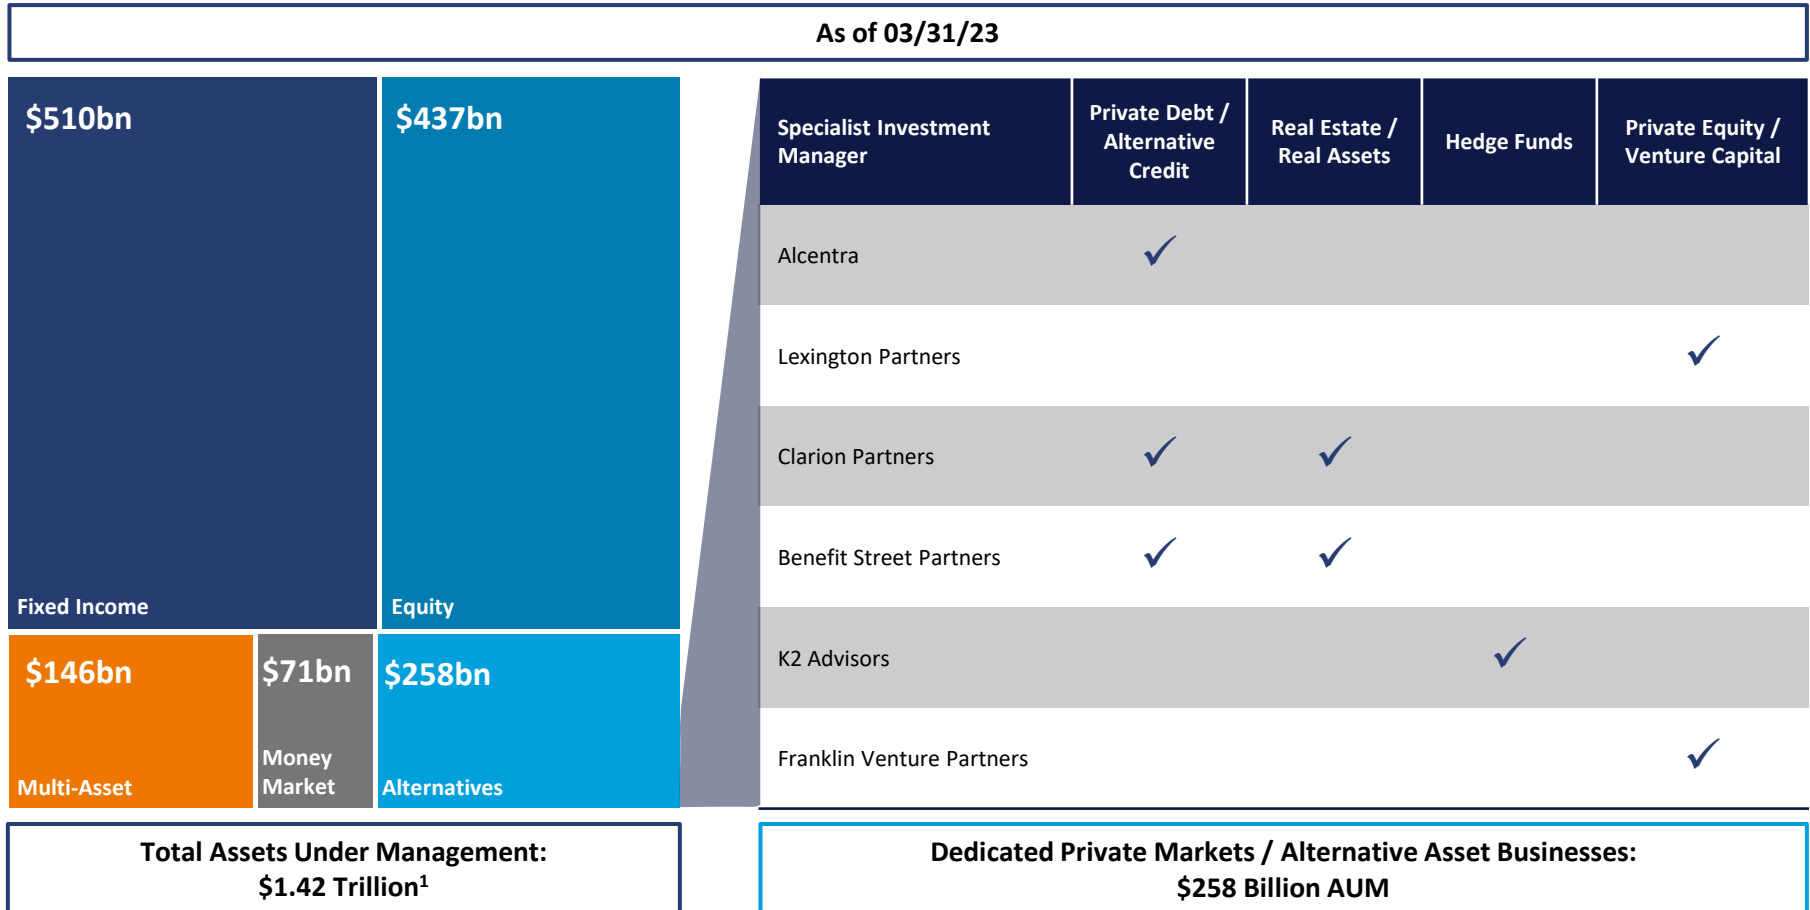 As of 03/31/23
$510bn
Fixed Income
$437bn
Equity
$146bn
Multi-Asset
$71bn
Money
Market
$258bn
Alternatives
Total Assets Under Management:
$1.42 Trillion¹
Specialist Investment
Manager
Private Debt /
Alternative
Credit
Real Estate /
Real Assets
Hedge Funds
Private Equity /
Venture Capital
Alcentra ✓
Lexington Partners ✓
Clarion Partners ✓ ✓
Benefit Street Partners ✓ ✓
K2 Advisors ✓
Franklin Venture Partners ✓
Dedicated Private Markets / Alternative Asset Businesses:
$258 Billion AUM